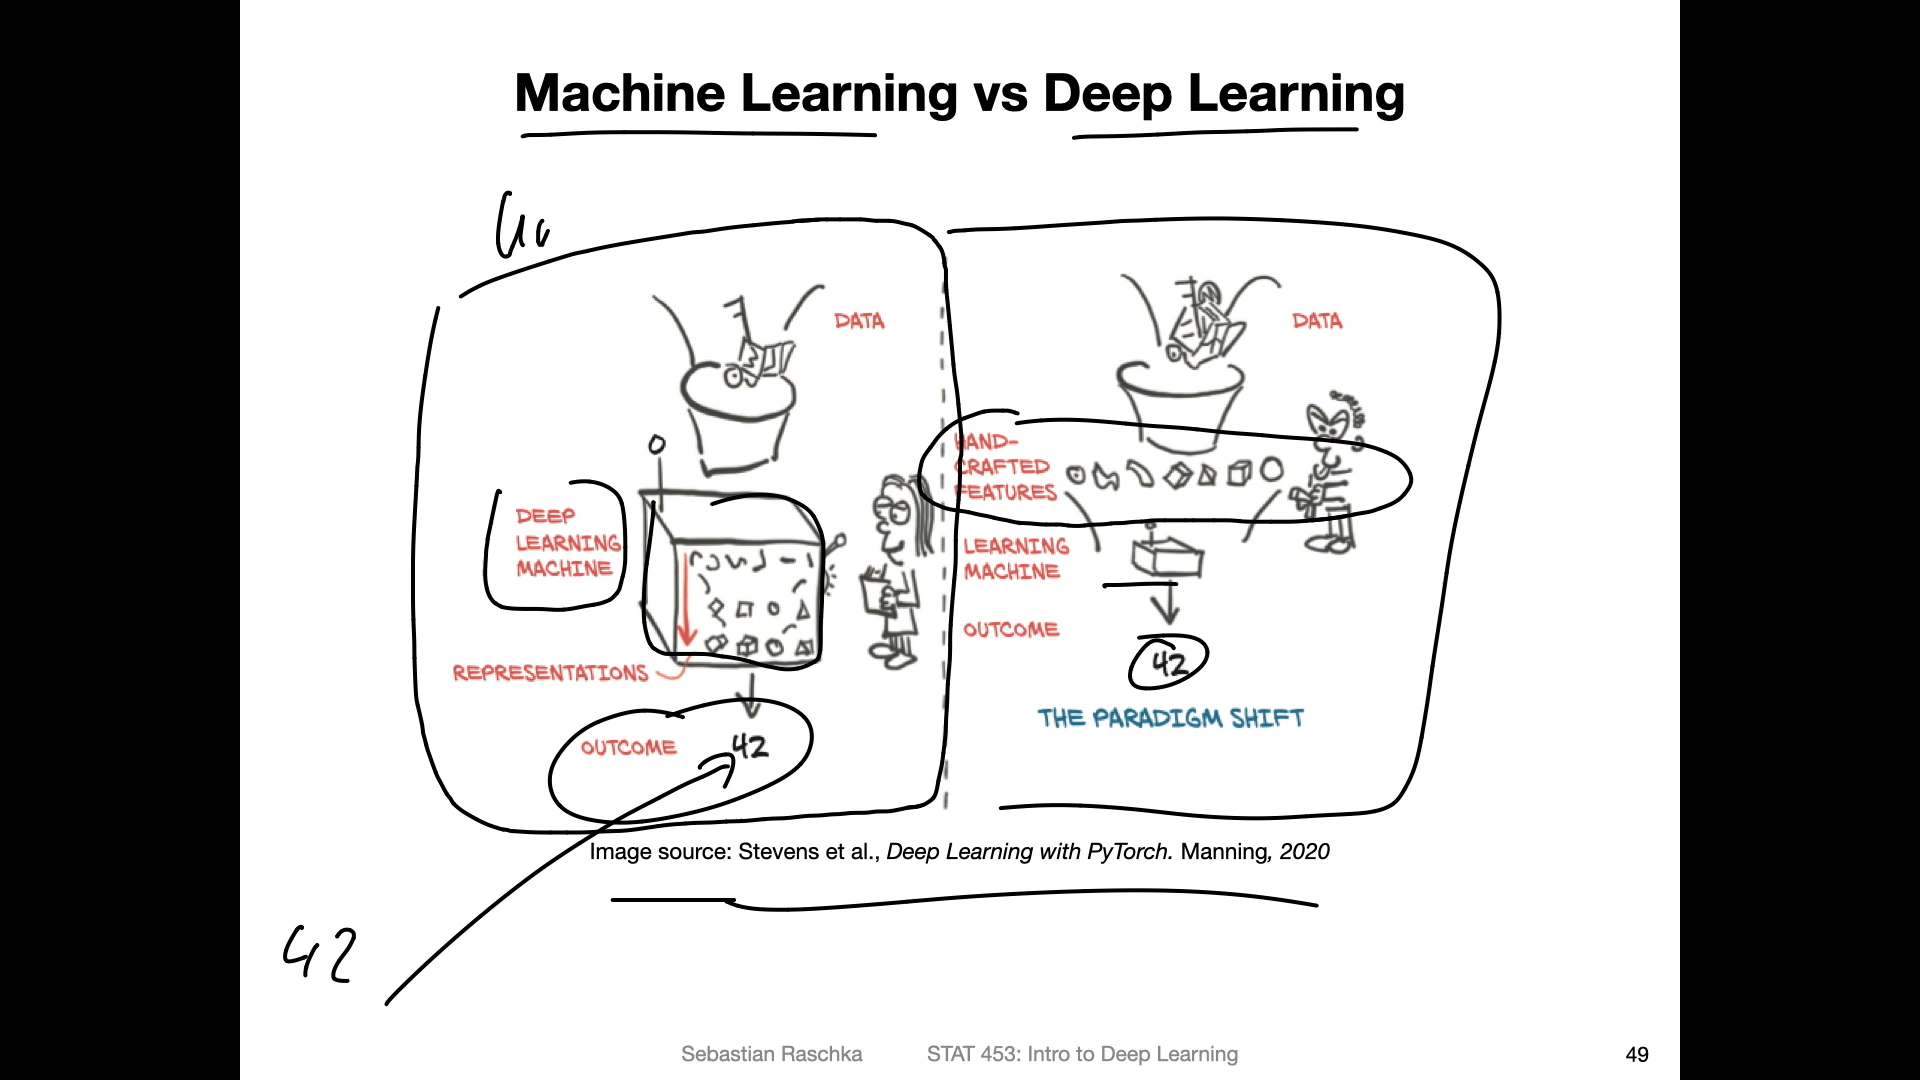 Machine Learning vs Deep Learning
DATA
DEEP
LEARNING
MACHINE
REPRESENTATIONS
OUTCOME 42
DATA
HAND-
CRAFTED
FEATURES
LEARNING
MACHINE
OUTCOME
42
THE PARADIGM SHIFT
Image source: Stevens et al., Deep Learning with PyTorch. Manning, 2020
42
Sebastian Raschka STAT 453: Intro to Deep Learning 49